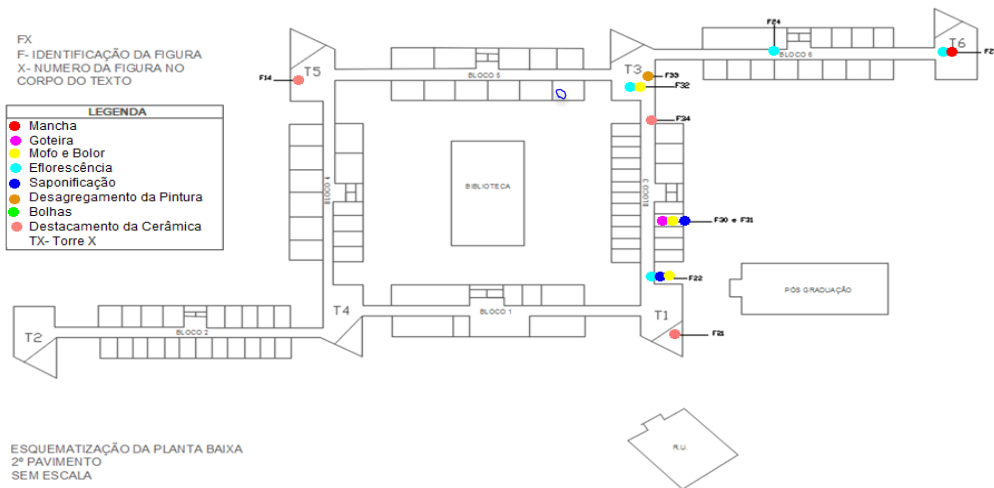 FX
F- IDENTIFICAÇÃO DA FIGURA
X- NUMERO DA FIGURA NO
CORPO DO TEXTO
LEGENDA
Mancha
Goteira
Mofo e Bolor
Eflorescência
Saponificação
Desagregamento da Pintura
Bolhas
Destacamento da Cerâmica
TX- Torre X
F24
T6
BLOCO 6
T5
F14
BLOCO 5
T3
F33
F32
F34
BLOCO 4
BIBLIOTECA
BLOCO 3
F30 e F31
F22
PÓS GRADUAÇÃO
T4
BLOCO 1
T1
F21
T2
BLOCO 2
R.U.
ESQUEMATIZAÇÃO DA PLANTA BAIXA
2º PAVIMENTO
SEM ESCALA